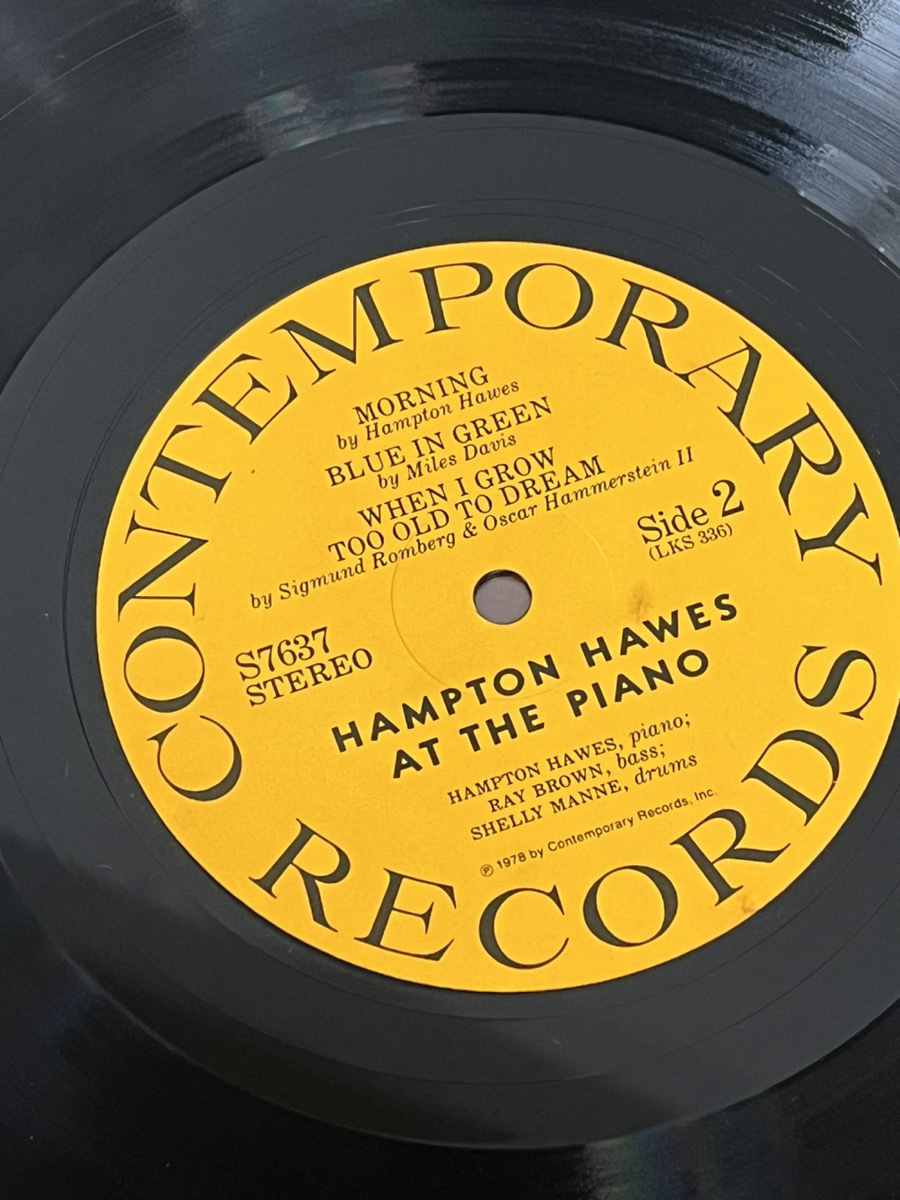 CONTEMPORARY
MORNING
by Hampton Hawes
BLUE IN GREEN
by Miles Davis
WHEN I GROW
TOO OLD TO DREAM
by Sigmund Romberg & Oscar Hammerstein II
Side 2
(LKS 336)
S7637
STEREO
HAMPTON HAWES
AT THE PIANO
HAMPTON HAWES, piano;
RAY BROWN, bass;
SHELLY MANNE, drums
℗ 1978 by Contemporary Records, Inc.
RECORDS